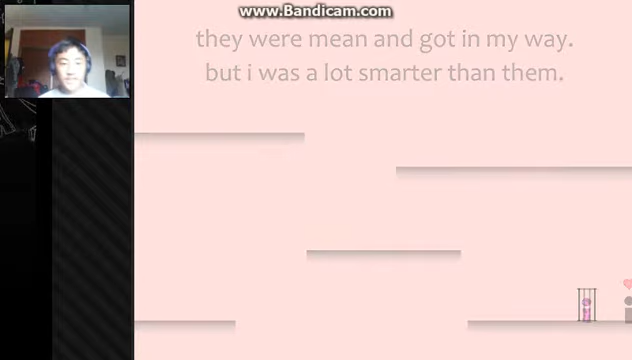 www.Bandicam.com
they were mean and got in my way.
but i was a lot smarter than them.